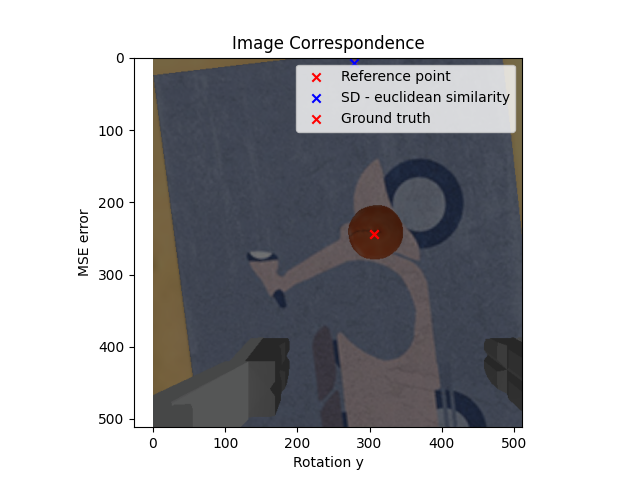 Image Correspondence
Reference point
SD - euclidean similarity
Ground truth
MSE error
0
100
200
300
400
500
0
100
200
300
400
500
Rotation y